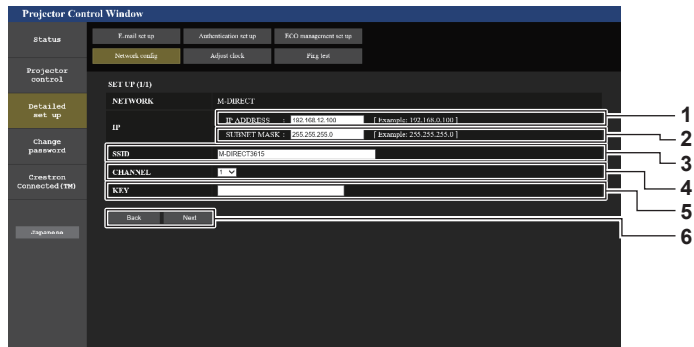 Projector Control Window
Status
E-mail set up
Authentication set up
ECO management set up
Network config
Adjust clock
Ping test
Projector
control
Detailed
set up
Change
password
Crestron
Connected(TM)
Japanese
SET UP (1/1)
NETWORK M-DIRECT
IP
IP ADDRESS : 192.168.12.100 [ Example: 192.168.0.100 ]
SUBNET MASK : 255.255.255.0 [ Example: 255.255.255.0 ]
SSID M-DIRECT3615
CHANNEL 1
KEY
Back Next
1
2
3
4
5
6